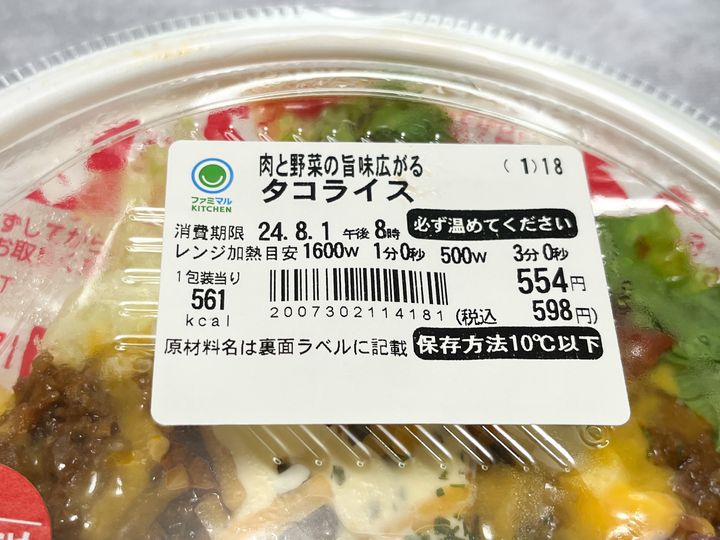 肉と野菜の旨味広がる
(1)18
タコライス
ファミマル
KITCHEN
消費期限 24.8.1 午後8時 必ず温めてください
レンジ加熱目安 1600W 1分0秒 500W 3分0秒
1包装当り
561
kcal
554円
2007302114181 (税込 598円)
原材料名は裏面ラベルに記載 保存方法10℃以下